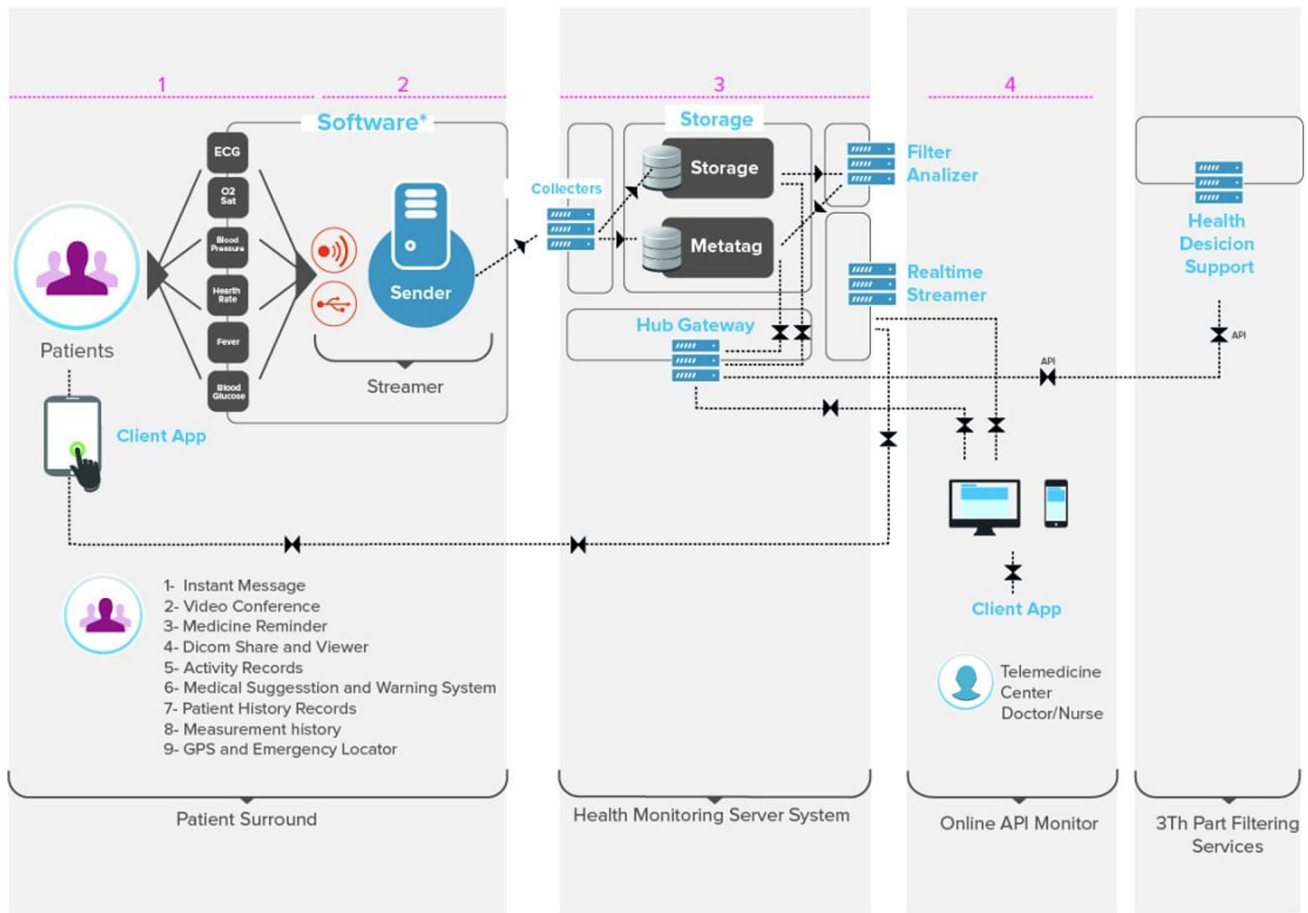 1
2
3
4
Software*
Storage
ECG
O2
Sat
Blood
Pressure
Hearth
Rate
Fever
Blood
Glucose
Sender
Streamer
Patients
Client App
Collecters
Storage
Metatag
Filter
Analizer
Realtime
Streamer
Hub Gateway
Health
Desicion
Support
API
API
Client App
Telemedicine
Center
Doctor/Nurse
1- Instant Message
2- Video Conference
3- Medicine Reminder
4- Dicom Share and Viewer
5- Activity Records
6- Medical Suggesstion and Warning System
7- Patient History Records
8- Measurement history
9- GPS and Emergency Locator
Patient Surround
Health Monitoring Server System
Online API Monitor
3Th Part Filtering
Services